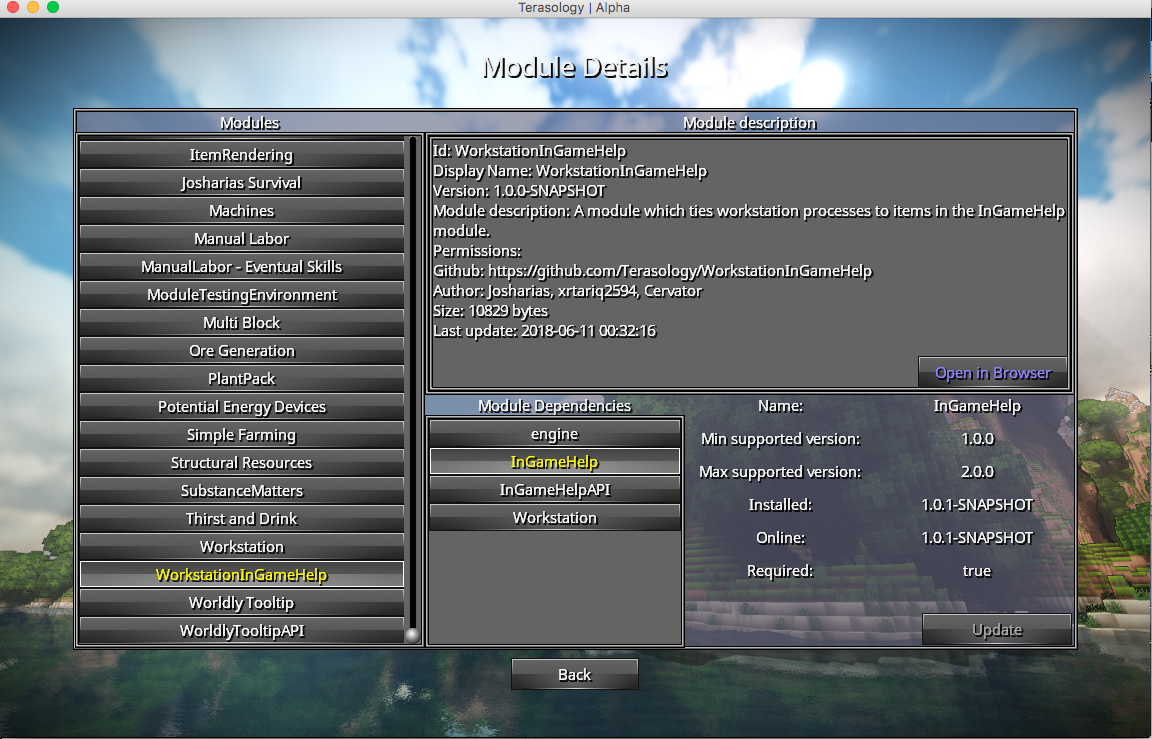 Terasology | Alpha
Module Details
Modules
ItemRendering
Josharias Survival
Machines
Manual Labor
ManualLabor - Eventual Skills
ModuleTestingEnvironment
Multi Block
Ore Generation
PlantPack
Potential Energy Devices
Simple Farming
Structural Resources
SubstanceMatters
Thirst and Drink
Workstation
WorkstationInGameHelp
Worldly Tooltip
WorldlyTooltipAPI
Module description
Id: WorkstationInGameHelp
Display Name: WorkstationInGameHelp
Version: 1.0.0-SNAPSHOT
Module description: A module which ties workstation processes to items in the InGameHelp
module.
Permissions:
Github: https://github.com/Terasology/WorkstationInGameHelp
Author: Josharias, xrtariq2594, Cervator
Size: 10829 bytes
Last update: 2018-06-11 00:32:16
Open in Browser
Module Dependencies
engine
InGameHelp
InGameHelpAPI
Workstation
Name: InGameHelp
Min supported version: 1.0.0
Max supported version: 2.0.0
Installed: 1.0.1-SNAPSHOT
Online: 1.0.1-SNAPSHOT
Required: true
Update
Back